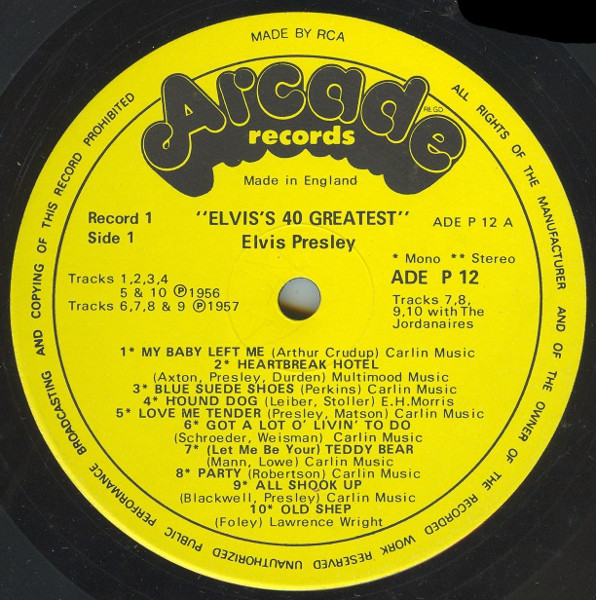 MADE BY RCA
ALL RIGHTS OF THE MANUFACTURER AND OF THE OWNER OF THE RECORDED WORK RESERVED UNAUTHORIZED PUBLIC PERFORMANCE BROADCASTING AND COPYING OF THIS RECORD PROHIBITED
Arcade
records
Made in England
Record 1
Side 1
"ELVIS'S 40 GREATEST"
Elvis Presley
ADE P 12 A
* Mono ** Stereo
ADE P 12
Tracks 1,2,3,4
5 & 10 Ⓟ1956
Tracks 6,7,8 & 9 Ⓟ1957
Tracks 7,8,
9,10 with The
Jordanaires
1* MY BABY LEFT ME (Arthur Crudup) Carlin Music
2* HEARTBREAK HOTEL
(Axton, Presley, Durden) Multimood Music
3* BLUE SUEDE SHOES (Perkins) Carlin Music
4* HOUND DOG (Leiber, Stoller) E.H.Morris
5* LOVE ME TENDER (Presley, Matson) Carlin Music
6* GOT A LOT O' LIVIN' TO DO
(Schroeder, Weisman) Carlin Music
7* (Let Me Be Your) TEDDY BEAR
(Mann, Lowe) Carlin Music
8* PARTY (Robertson) Carlin Music
9* ALL SHOOK UP
(Blackwell, Presley) Carlin Music
10* OLD SHEP
(Foley) Lawrence Wright